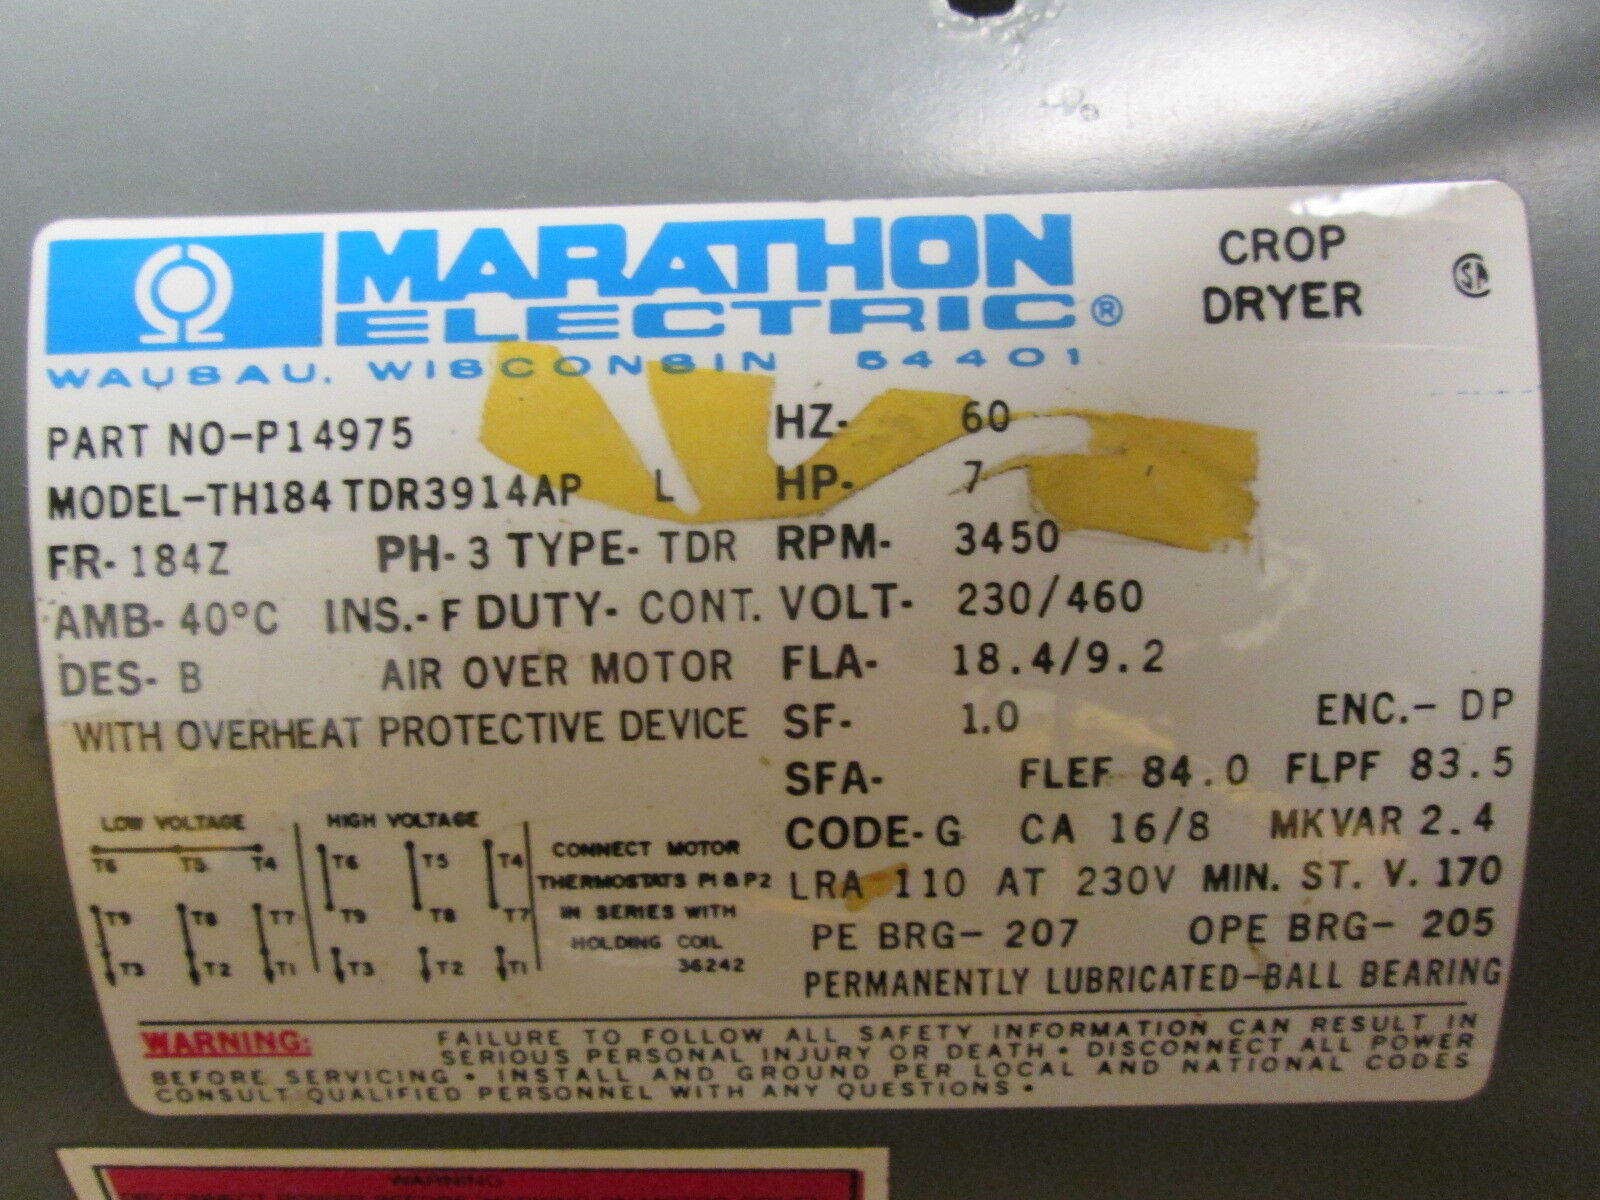 MARATHON
ELECTRIC®
WAUSAU, WISCONSIN 54401
CROP
DRYER
SA
PART NO-P14975
HZ- 60
MODEL-TH184TDR3914AP L HP- 7
FR-184Z PH-3 TYPE-TDR RPM- 3450
AMB-40°C INS.-F DUTY-CONT. VOLT- 230/460
DES-B AIR OVER MOTOR FLA- 18.4/9.2
WITH OVERHEAT PROTECTIVE DEVICE SF- 1.0 ENC.-DP
SFA- FLEF 84.0 FLPF 83.5
CODE-G CA 16/8 MKVAR 2.4
LRA 110 AT 230V MIN. ST. V. 170
PE BRG-207 OPE BRG-205
PERMANENTLY LUBRICATED-BALL BEARING
LOW VOLTAGE
T6 T5 T4
T9 T8 T7
T3 T2 T1
HIGH VOLTAGE
T6 T5 T4
T9 T8 T7
T3 T2 T1
CONNECT MOTOR
THERMOSTATS P1 & P2
IN SERIES WITH
HOLDING COIL
36242
WARNING: FAILURE TO FOLLOW ALL SAFETY INFORMATION CAN RESULT IN
SERIOUS PERSONAL INJURY OR DEATH • DISCONNECT ALL POWER
BEFORE SERVICING • INSTALL AND GROUND PER LOCAL AND NATIONAL CODES
CONSULT QUALIFIED PERSONNEL WITH ANY QUESTIONS •
WARNING